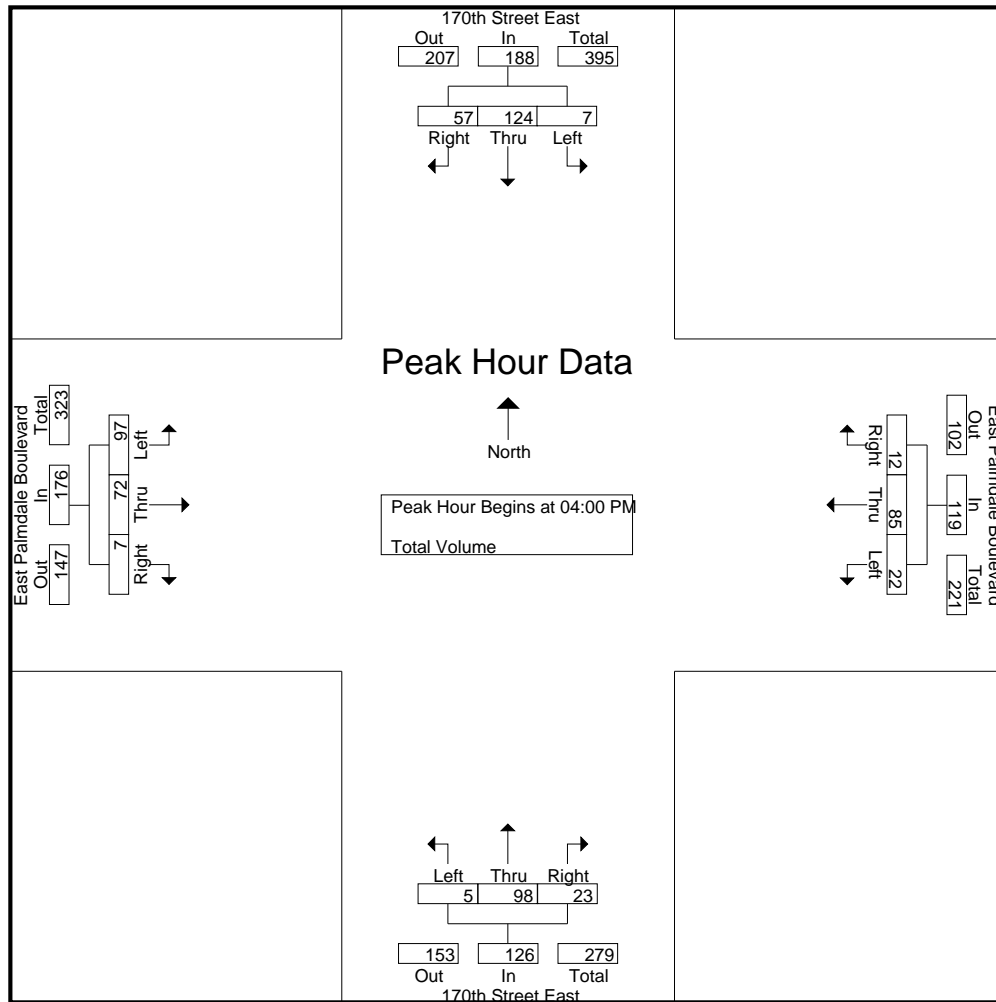 170th Street East
Out In Total
207 188 395
57 124 7
Right Thru Left
Peak Hour Data
North
Peak Hour Begins at 04:00 PM
Total Volume
East Palmdale Boulevard
Out In Total
147 176 323
97 72 7
Left Thru Right
East Palmdale Boulevard
Out In Total
102 119 221
12 85 22
Right Thru Left
Left Thru Right
5 98 23
153 126 279
Out In Total
170th Street East